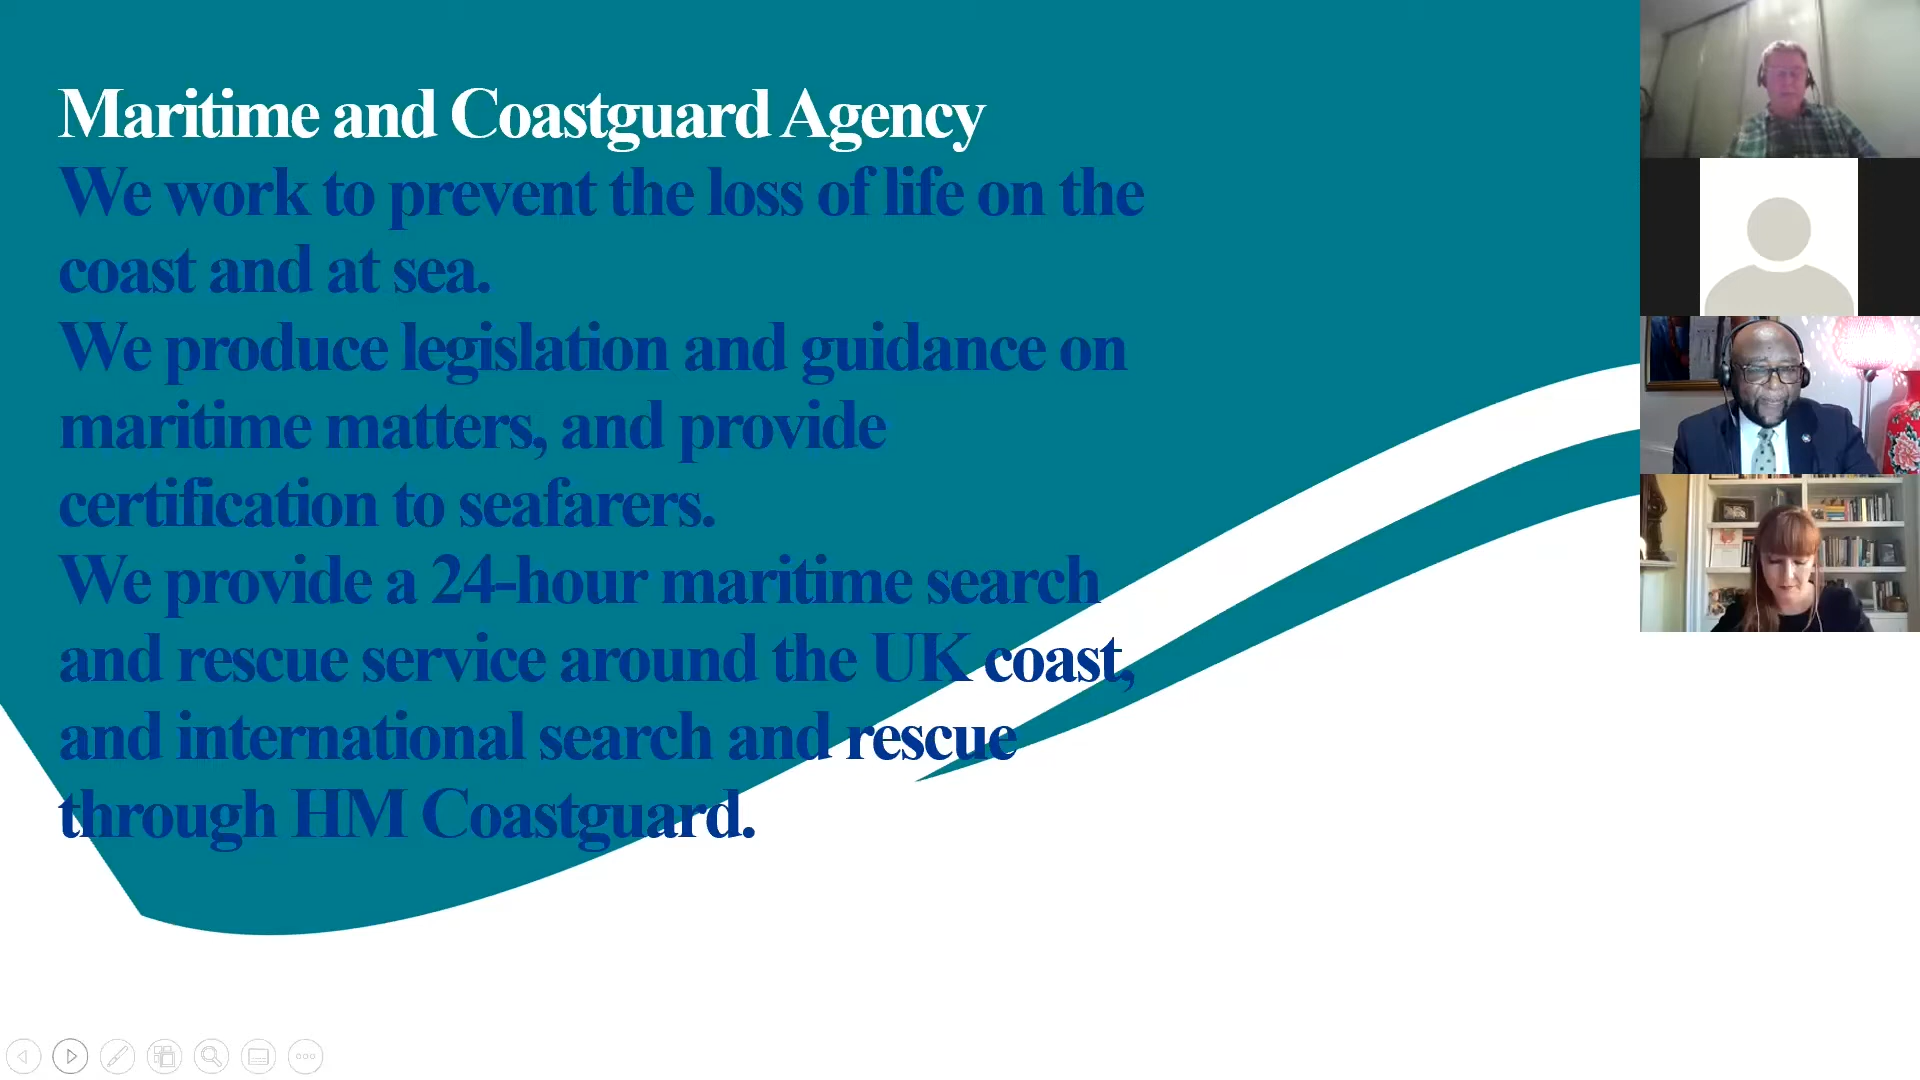 Maritime and Coastguard Agency
We work to prevent the loss of life on the
coast and at sea.
We produce legislation and guidance on
maritime matters, and provide
certification to seafarers.
We provide a 24-hour maritime search
and rescue service around the UK coast,
and international search and rescue
through HM Coastguard.